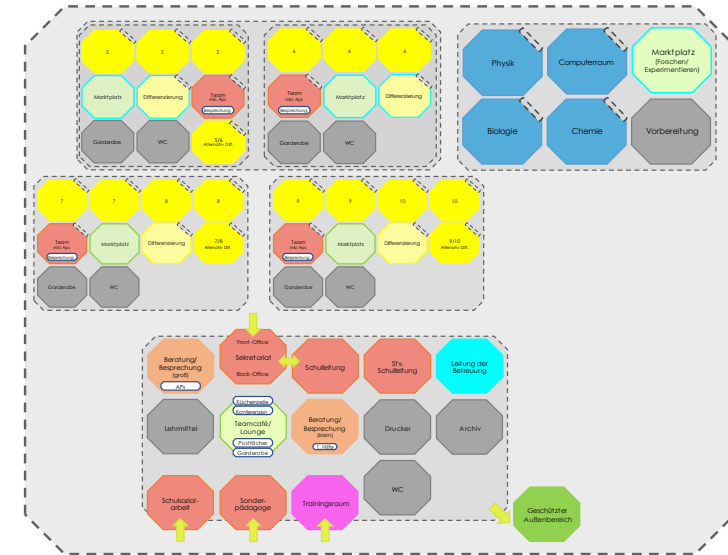 5
5
5
Marktplatz
Differenzierung
Team
inkl. Aps
Besprechung
Garderobe
WC
5/6
Alternativ Diff.
6
6
6
Team
inkl. Aps
Besprechung
Marktplatz
Differenzierung
Garderobe
WC
Physik
Computerraum
Marktplatz
(Forschen/
Experimentieren)
Biologie
Chemie
Vorbereitung
7
7
8
8
Team
inkl. Aps
Besprechung
Marktplatz
Differenzierung
7/8
Alternativ Diff.
Garderobe
WC
9
9
10
10
Team
inkl. Aps
Besprechung
Marktplatz
Differenzierung
9/10
Alternativ Diff.
Garderobe
WC
Beratung/
Besprechung
(groß)
APs
Front-Office
Sekretariat
Back-Office
Schulleitung
Stv.
Schulleitung
Leitung der
Betreuung
Lehrmittel
Küchenzeile
Konferenzen
Teamcafé/
Lounge
Postfächer
Garderobe
Beratung/
Besprechung
(klein)
1. Hilfe
Drucker
Archiv
WC
Schulsozial-
arbeit
Sonder-
pädagoge
Trainingsraum
Geschützter
Außenbereich